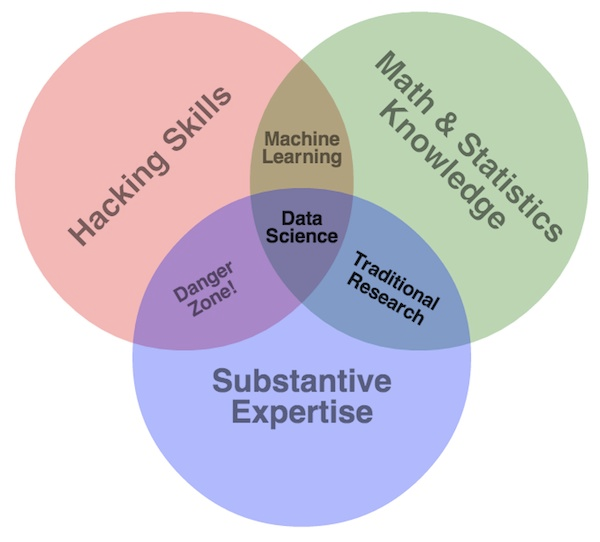 Hacking Skills
Math & Statistics
Knowledge
Machine
Learning
Data
Science
Danger
Zone!
Traditional
Research
Substantive
Expertise